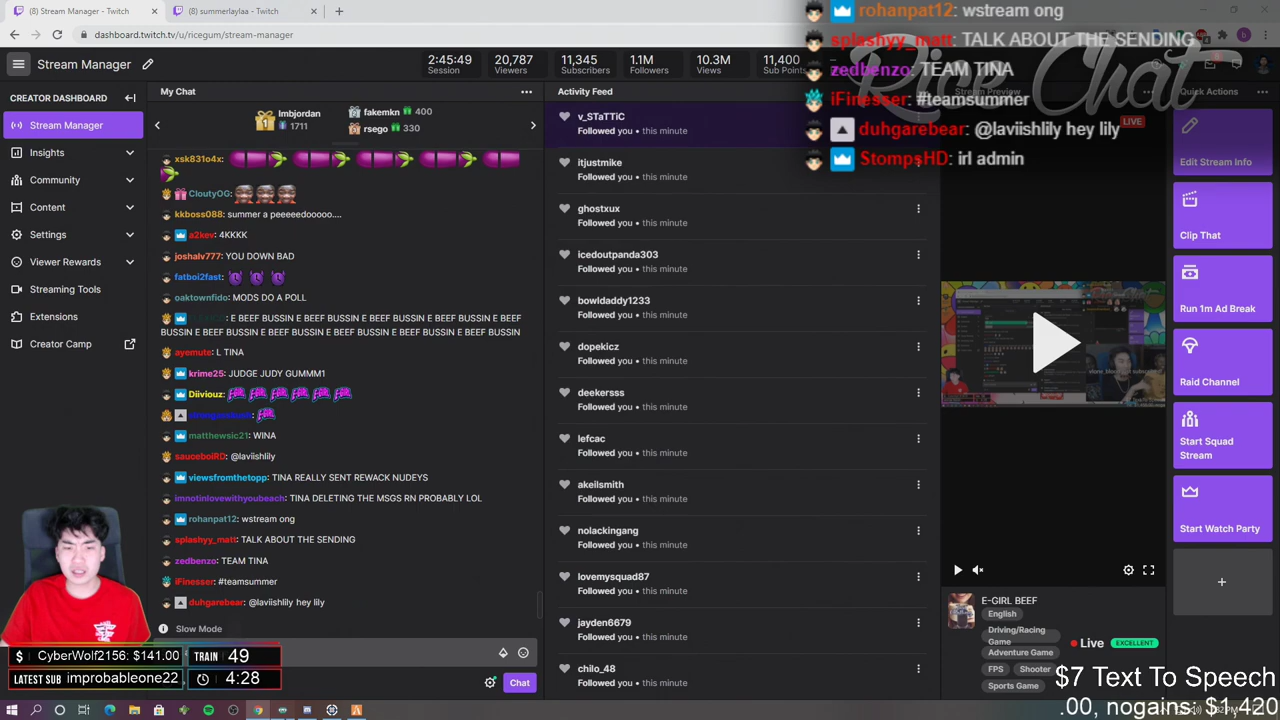 (8) Stream Manager - Twitch
(8) summerlaylaa - Twitch
dashboard.twitch.tv/u/ricegum/stream-manager
Stream Manager
2:45:49
Session
20,787
Viewers
11,345
Subscribers
1.1M
Followers
10.3M
Views
11,400
Sub Points
CREATOR DASHBOARD
Stream Manager
Insights
Community
Content
Settings
Viewer Rewards
Streaming Tools
Extensions
Creator Camp
My Chat
lmbjordan
1711
fakemkn 400
rsego 330
xsk831o4x:
CloutyOG:
kkboss088: summer a peeeeedooooo....
a2kev: 4KKKK
joshalv777: YOU DOWN BAD
fatboi2fast:
oaktownfido: MODS DO A POLL
: E BEEF BUSSIN E BEEF BUSSIN E BEEF BUSSIN E BEEF
BUSSIN E BEEF BUSSIN E BEEF BUSSIN E BEEF BUSSIN E BEEF BUSSIN
ayemute: L TINA
krime25: JUDGE JUDY GUMMM1
Diiviouz:
matthewsic21: WINA
sauceboiRD: @laviishlily
viewsfromthetopp: TINA REALLY SENT REWACK NUDEYS
imnotinlovewithyoubeach: TINA DELETING THE MSGS RN PROBABLY LOL
rohanpat12: wstream ong
splashyy_matt: TALK ABOUT THE SENDING
zedbenzo: TEAM TINA
iFinesser: #teamsummer
duhgarebear: @laviishlily hey lily
Slow Mode
Chat
Activity Feed
v_STaTTiC
Followed you • this minute
itjustmike
Followed you • this minute
ghostxux
Followed you • this minute
icedoutpanda303
Followed you • this minute
bowldaddy1233
Followed you • this minute
dopekicz
Followed you • this minute
deekersss
Followed you • this minute
lefcac
Followed you • this minute
akeilsmith
Followed you • this minute
nolackingang
Followed you • this minute
lovemysquad87
Followed you • this minute
jayden6679
Followed you • this minute
chilo_48
Followed you • this minute
Rice Chat
rohanpat12: wstream ong
splashyy_matt: TALK ABOUT THE SENDING
zedbenzo: TEAM TINA
iFinesser: #teamsummer
duhgarebear: @laviishlily hey lily
StompsHD: irl admin
Stream Preview
LIVE
E-GIRL BEEF
English
Driving/Racing
Game
Adventure Game
FPS
Shooter
Sports Game
Live
EXCELLENT
Quick Actions
Edit Stream Info
Clip That
Run 1m Ad Break
Raid Channel
Start Squad
Stream
Start Watch Party
$ CyberWolf2156: $141.00
TRAIN 49
LATEST SUB improbableone22
4:28
$7 Text To Speech
.00, nogains: $1,420